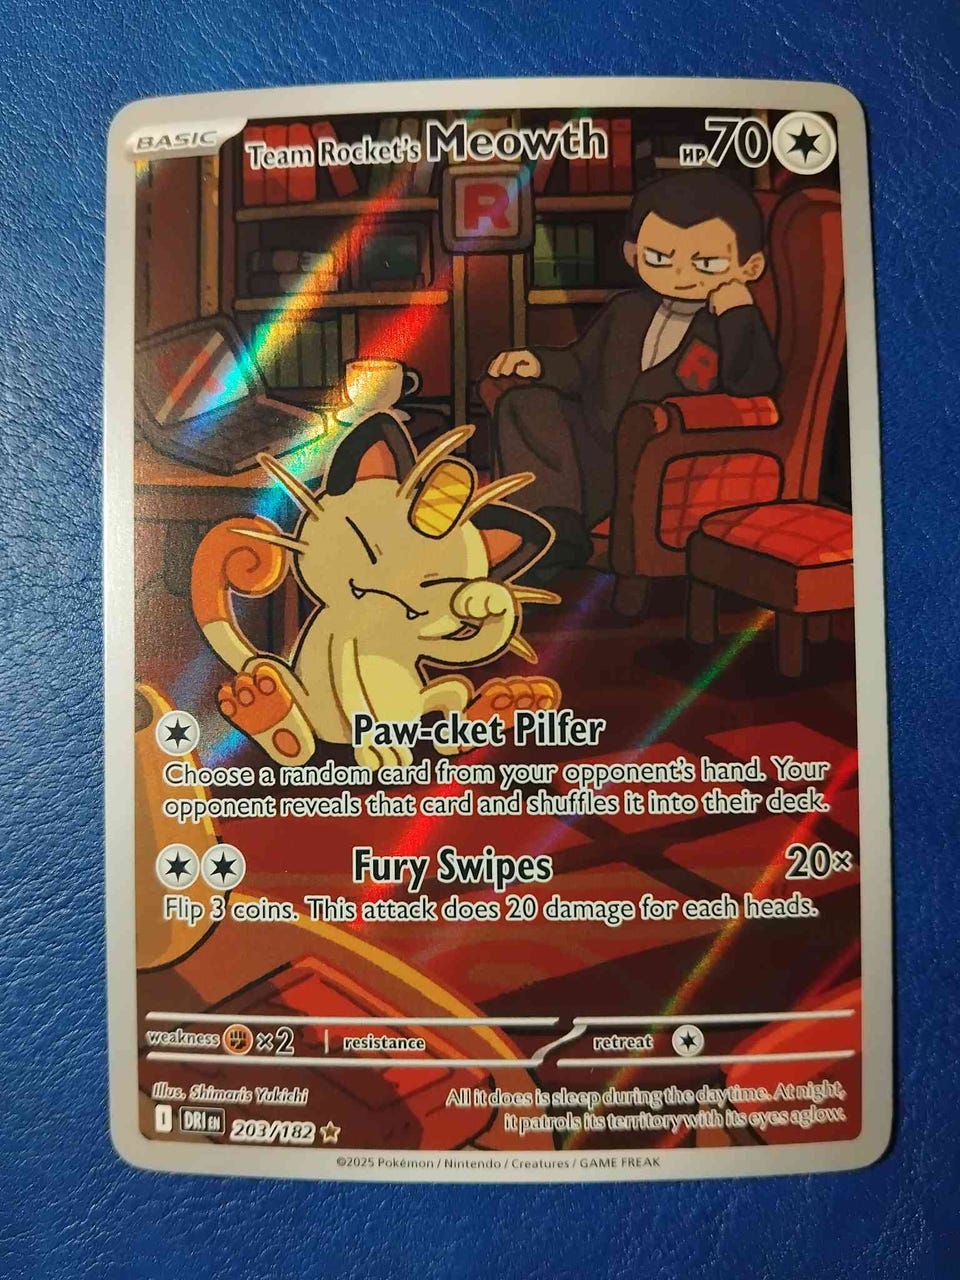 BASIC Team Rocket's Meowth HP 70
R
R
Paw-cket Pilfer
Choose a random card from your opponent's hand. Your
opponent reveals that card and shuffles it into their deck.
Fury Swipes 20×
Flip 3 coins. This attack does 20 damage for each heads.
weakness ×2 resistance retreat
Illus. Shimaris Yukichi
All it does is sleep during the daytime. At night,
it patrols its territory with its eyes aglow.
I DRI EN 203/182
©2025 Pokémon / Nintendo / Creatures / GAME FREAK